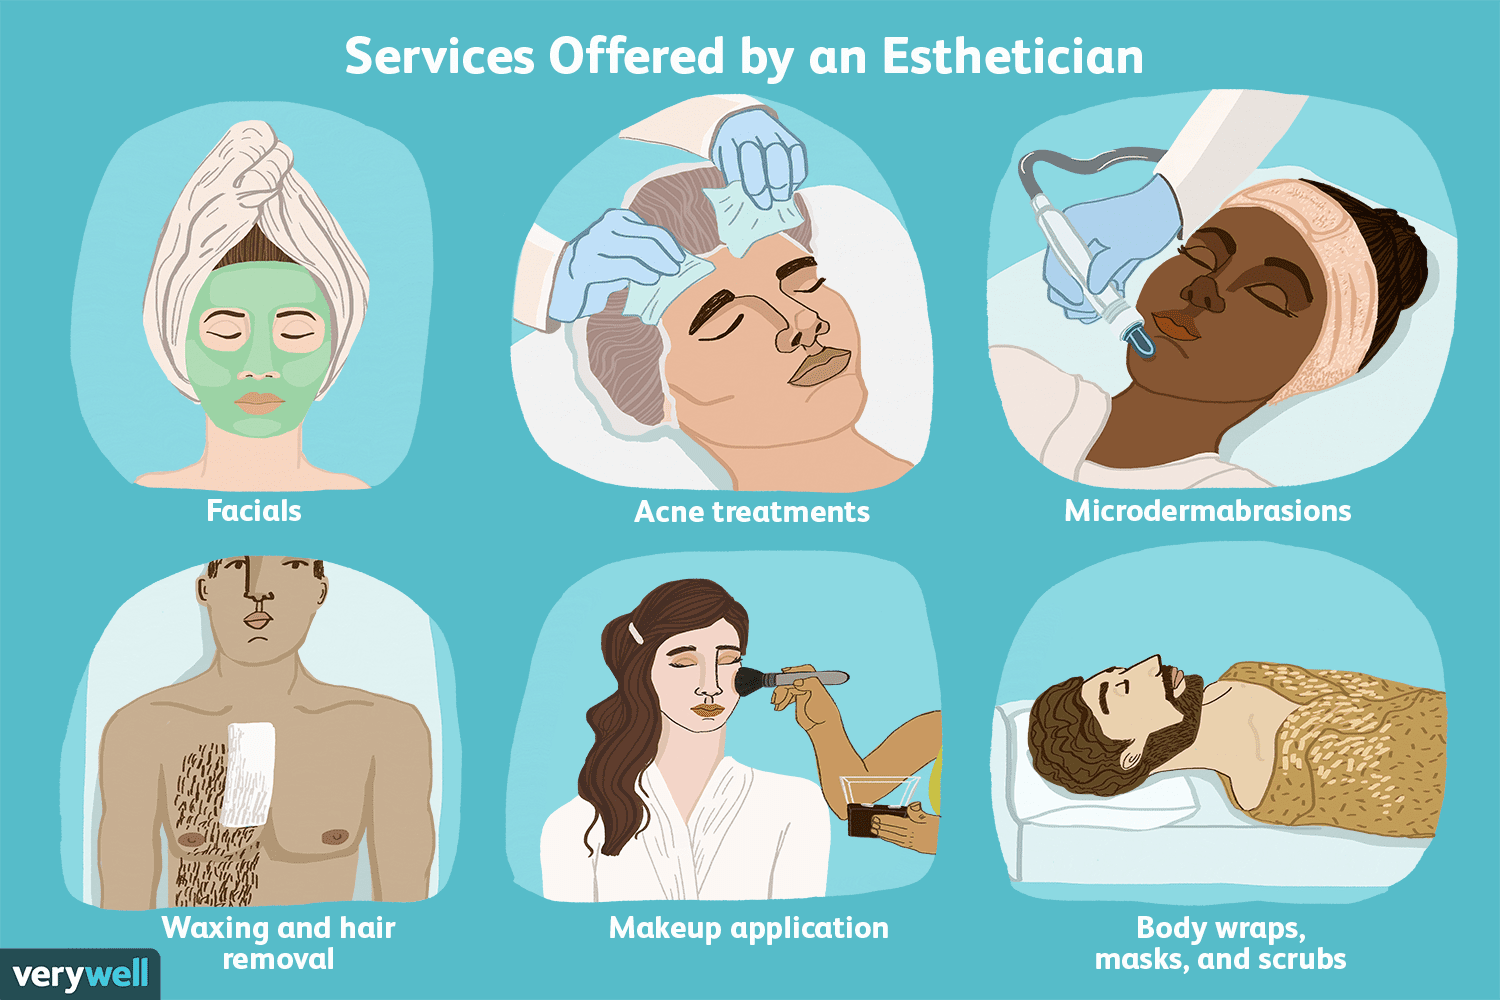 Services Offered by an Esthetician
Facials
Acne treatments
Microdermabrasions
Waxing and hair
removal
Makeup application
Body wraps,
masks, and scrubs
verywell